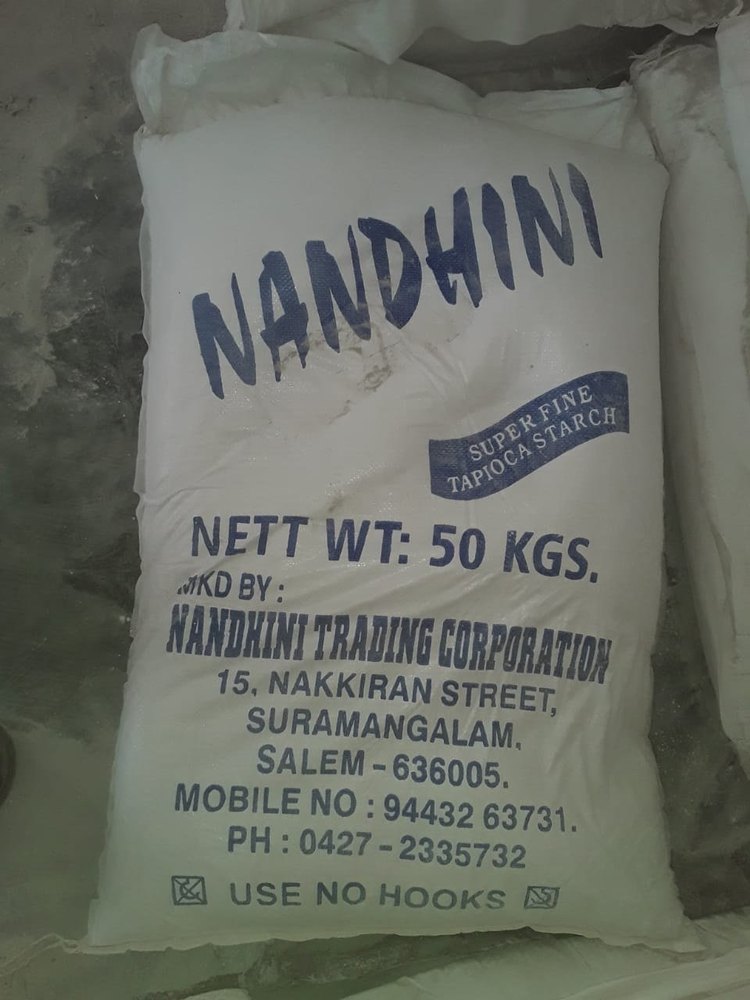 NANDHINI
SUPER FINE
TAPIOCA STARCH
NETT WT: 50 KGS.
MKD BY :
NANDHINI TRADING CORPORATION
15, NAKKIRAN STREET,
SURAMANGALAM,
SALEM - 636005.
MOBILE NO : 94432 63731.
PH : 0427 - 2335732
USE NO HOOKS